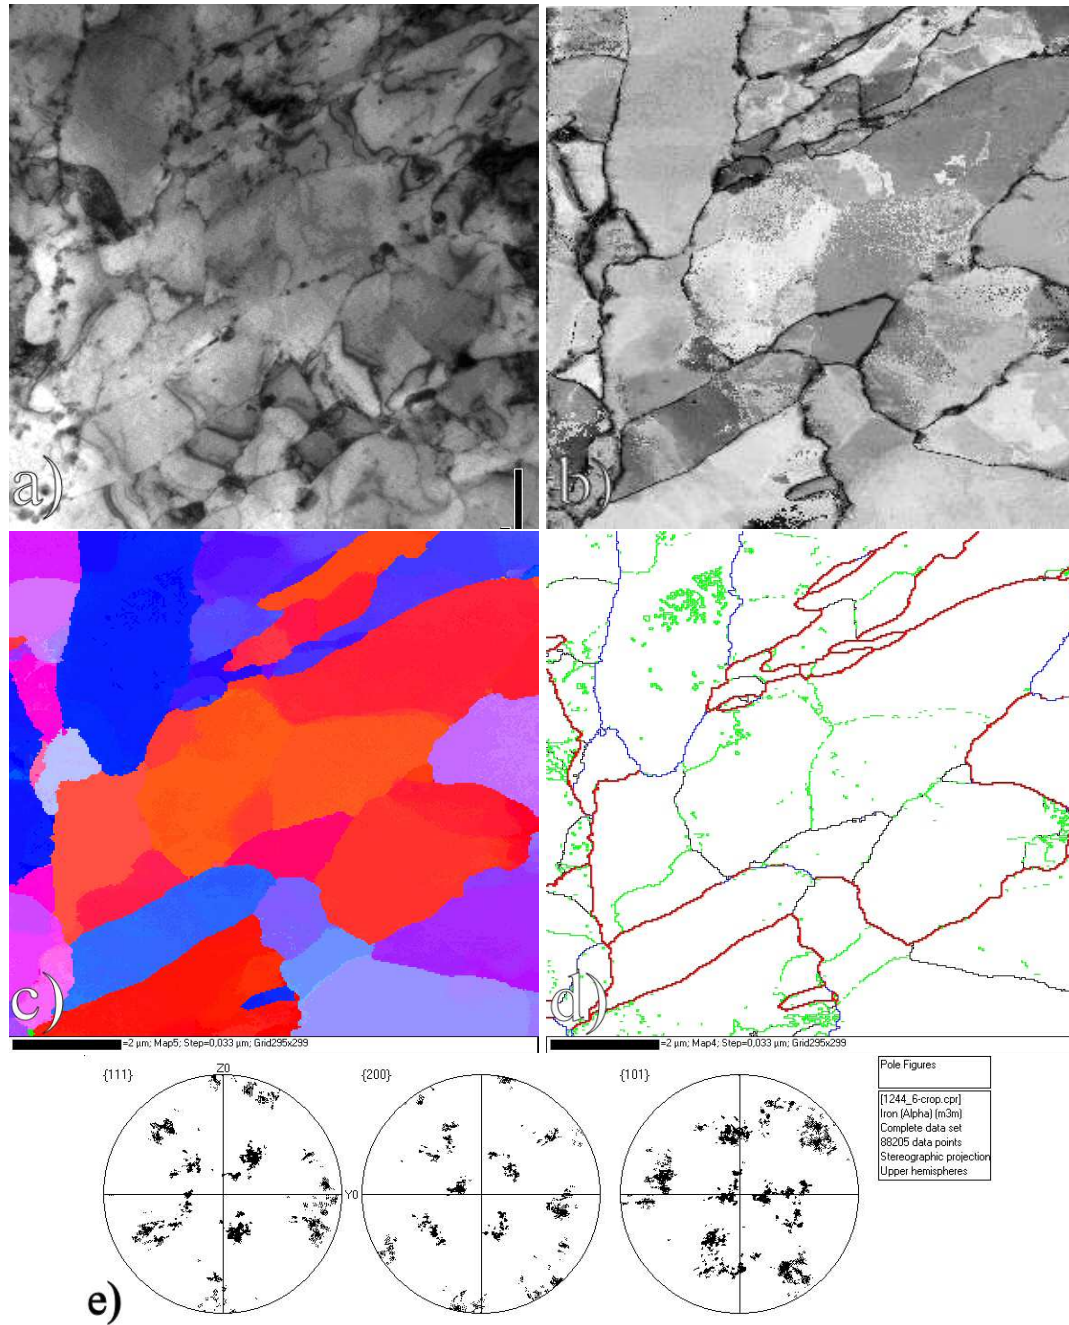 a)
b)
c)
d)
=2 µm; Map5; Step=0,033 µm; Grid295x299
=2 µm; Map4; Step=0,033 µm; Grid295x299
{111}
Z0
Y0
{200}
{101}
Pole Figures
[1244_6-crop.cpr]
Iron (Alpha) (m3m)
Complete data set
88205 data points
Stereographic projection
Upper hemispheres
e)